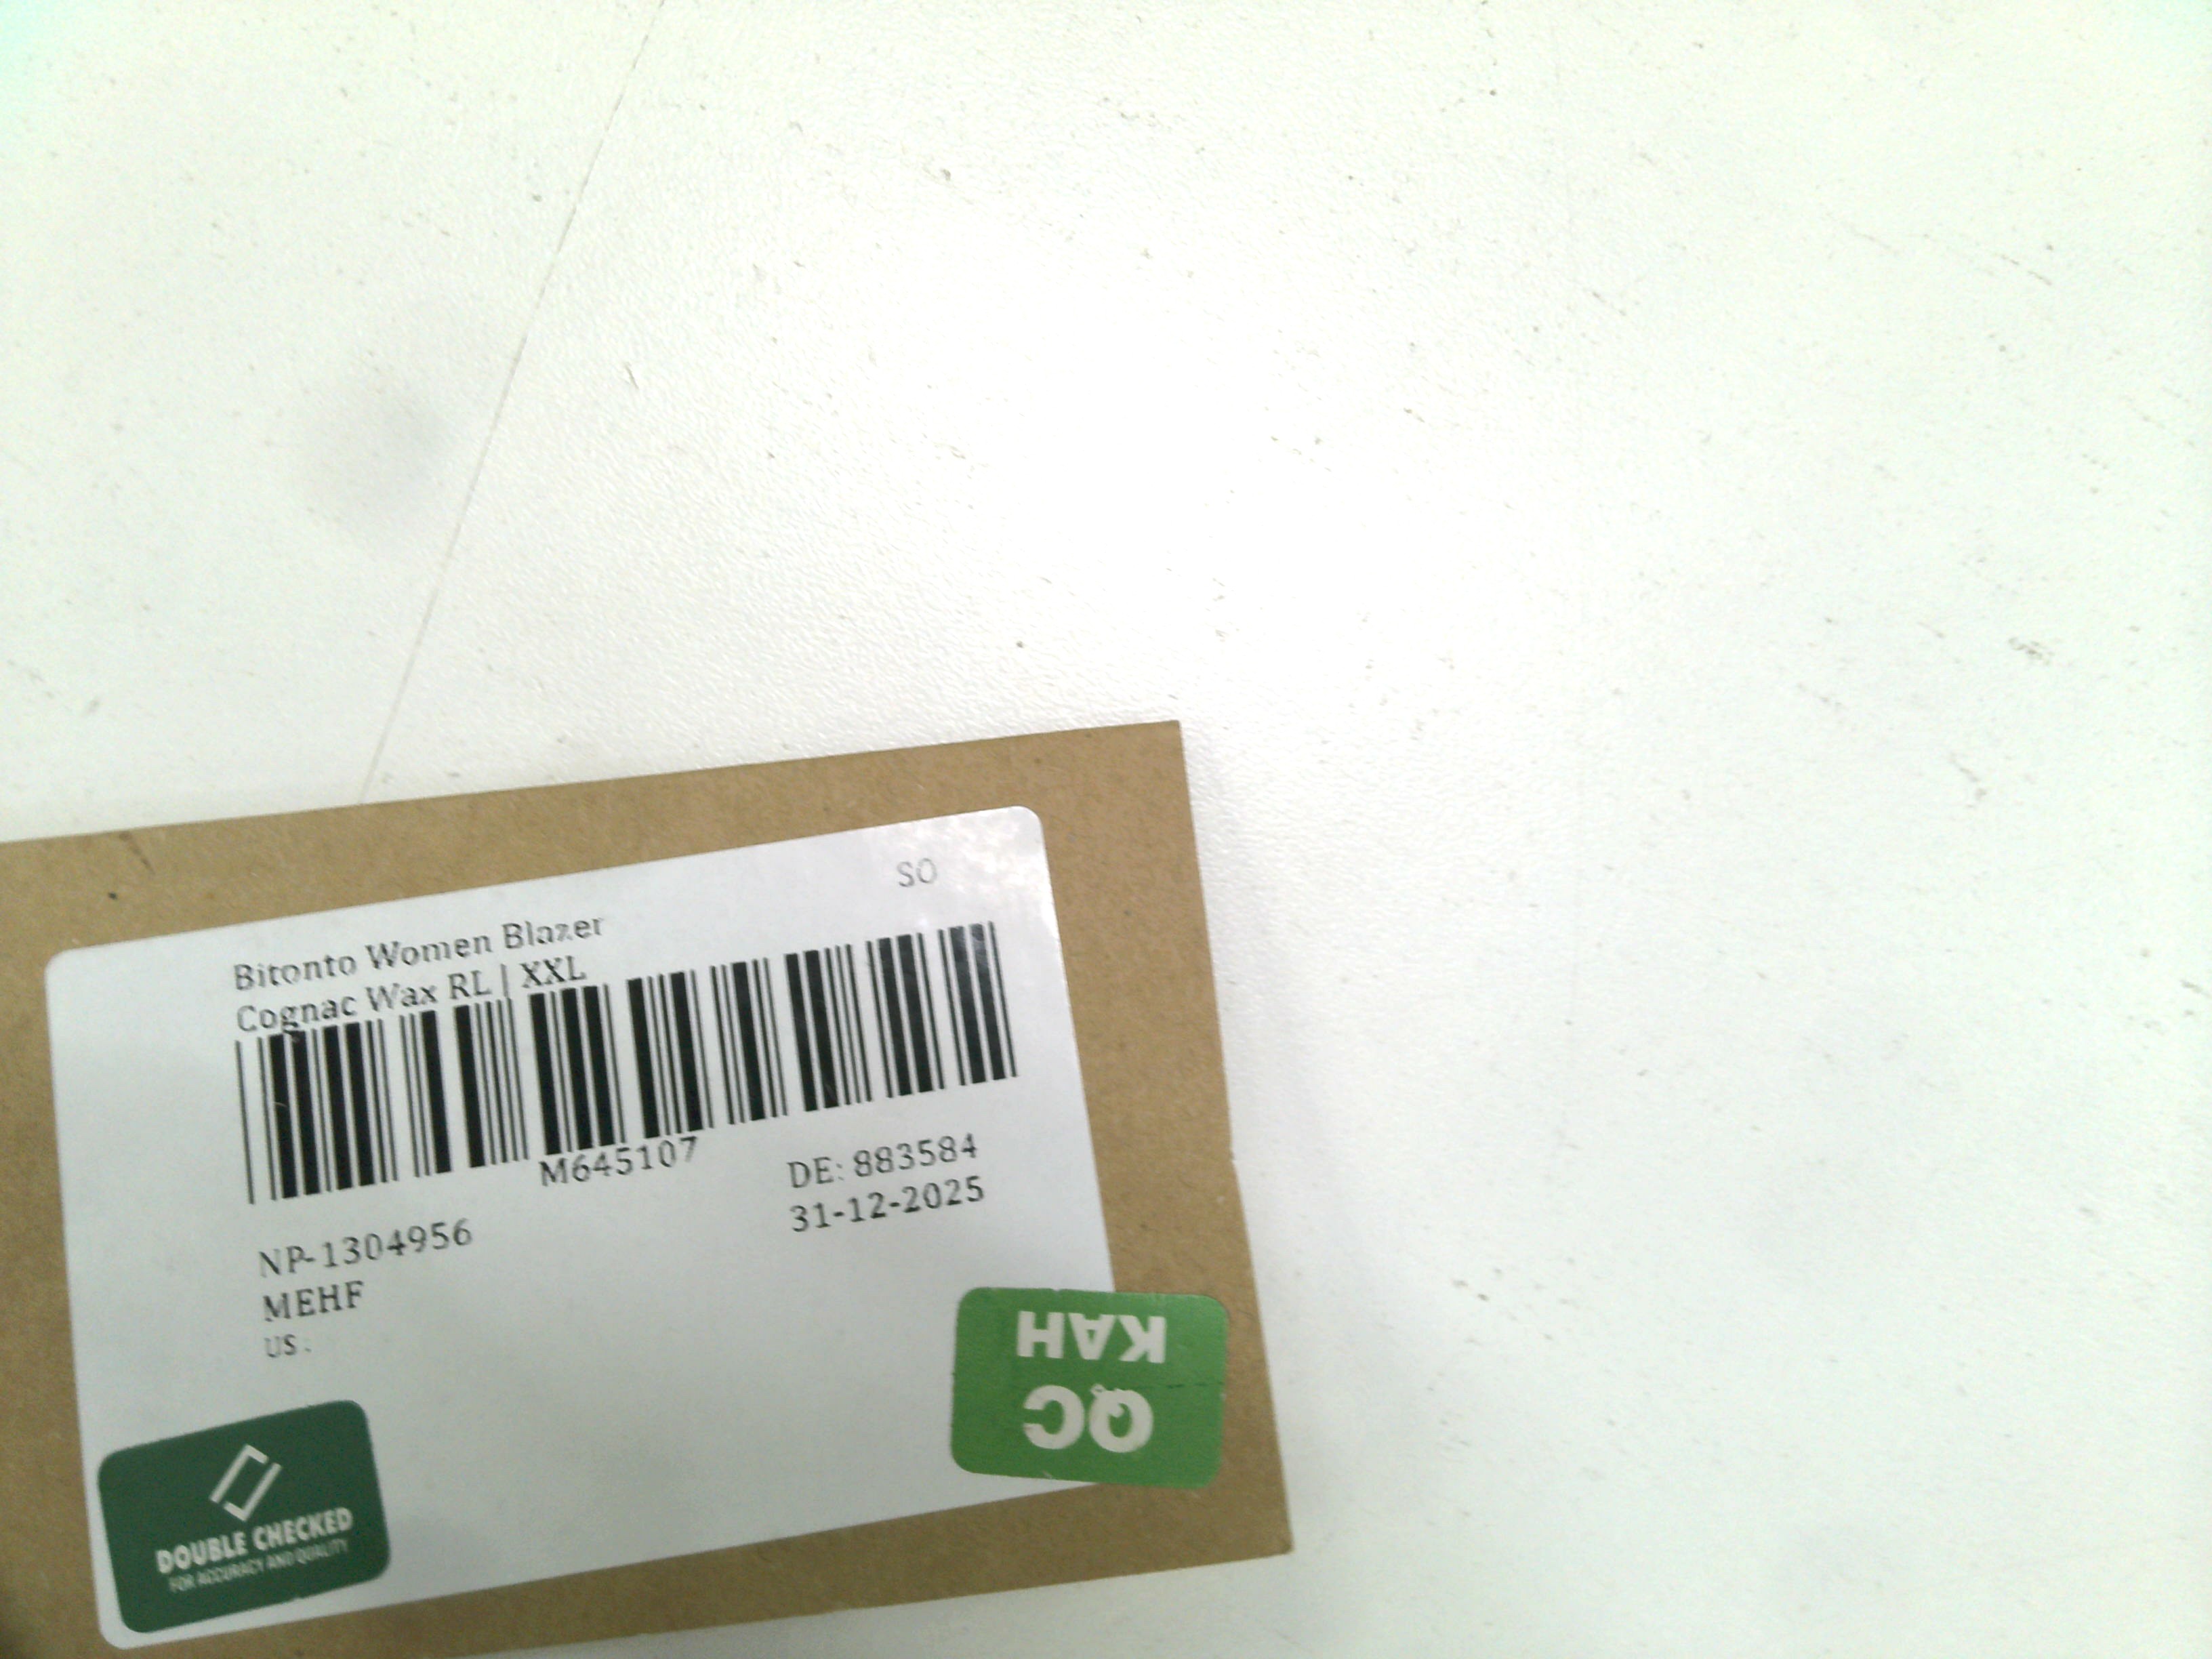 SO
Bitonto Women Blazer
Cognac Wax RL | XXL
M645107
DE: 883584
31-12-2025
NP-1304956
MEHF
US :
QC
KAH
DOUBLE CHECKED
FOR ACCURACY AND QUALITY